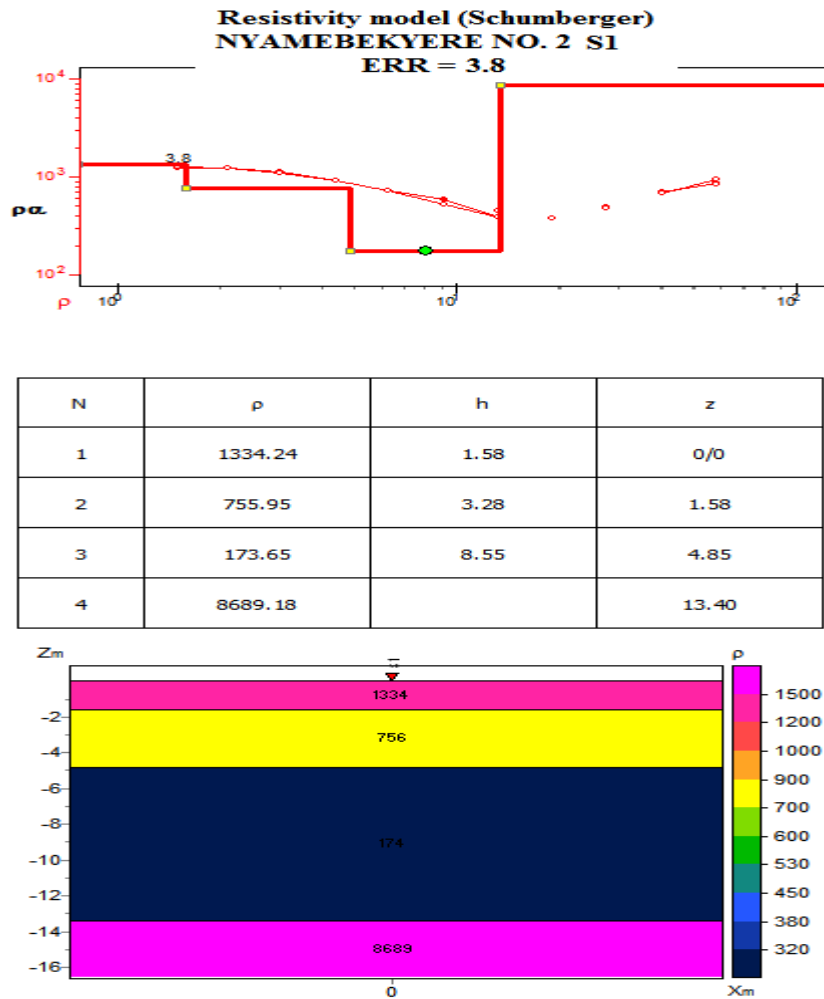 Resistivity model (Schumberger)
NYAMEBEKYERE NO. 2 S1
ERR = 3.8
10⁴
3.8
10³
ρα
10²
ρ
10⁰
10¹
10²
N ρ h z
1 1334.24 1.58 0/0
2 755.95 3.28 1.58
3 173.65 8.55 4.85
4 8689.18 13.40
Zm ρ
1334
756
174
8689
-2
-4
-6
-8
-10
-12
-14
-16
0
Xm
1500
1200
1000
900
700
600
530
450
380
320